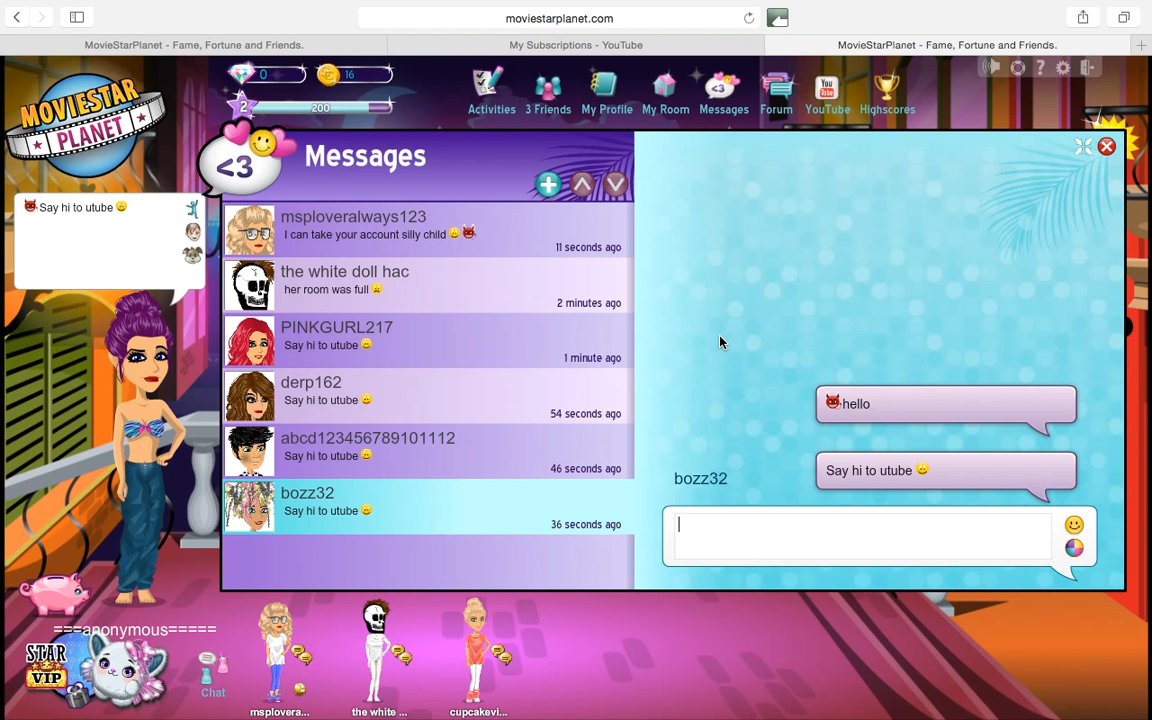 moviestarplanet.com
MovieStarPlanet - Fame, Fortune and Friends.
My Subscriptions - YouTube
MovieStarPlanet - Fame, Fortune and Friends.
MOVIESTAR
PLANET
0
16
2
200
Activities
3 Friends
My Profile
My Room
<3
Messages
Forum
You
Tube
YouTube
Highscores
?
<3
Messages
Say hi to utube
msploveralways123
I can take your account silly child
11 seconds ago
the white doll hac
her room was full
2 minutes ago
PINKGURL217
Say hi to utube
1 minute ago
derp162
Say hi to utube
54 seconds ago
abcd123456789101112
Say hi to utube
46 seconds ago
bozz32
Say hi to utube
36 seconds ago
hello
Say hi to utube
bozz32
===anonymous=====
STAR
VIP
Chat
msplovera...
the white ...
cupcakevi...